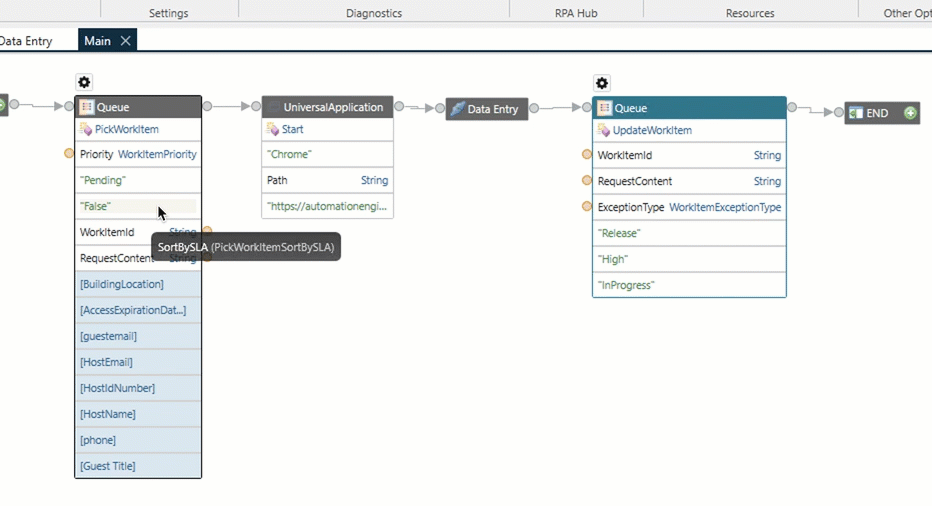 Settings
Diagnostics
RPA Hub
Resources
Other Opt
Data Entry
Main
Queue
PickWorkItem
Priority WorkItemPriority
"Pending"
"False"
WorkItemId String
RequestContent String
[BuildingLocation]
[AccessExpirationDat...]
[guestemail]
[HostEmail]
[HostIdNumber]
[HostName]
[phone]
[Guest Title]
SortBySLA (PickWorkItemSortBySLA)
UniversalApplication
Start
"Chrome"
Path String
"https://automationengi...
Data Entry
Queue
UpdateWorkItem
WorkItemId String
RequestContent String
ExceptionType WorkItemExceptionType
"Release"
"High"
"InProgress"
END